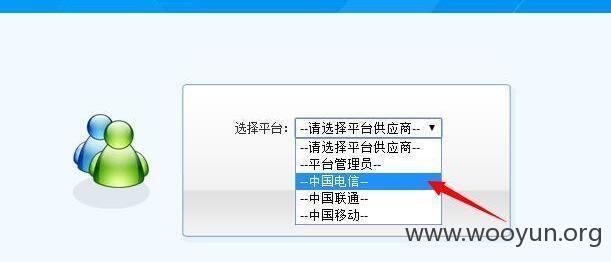 选择平台： --请选择平台供应商--
--请选择平台供应商--
--平台管理员--
--中国电信--
--中国联通--
--中国移动--
www.wooyun.org